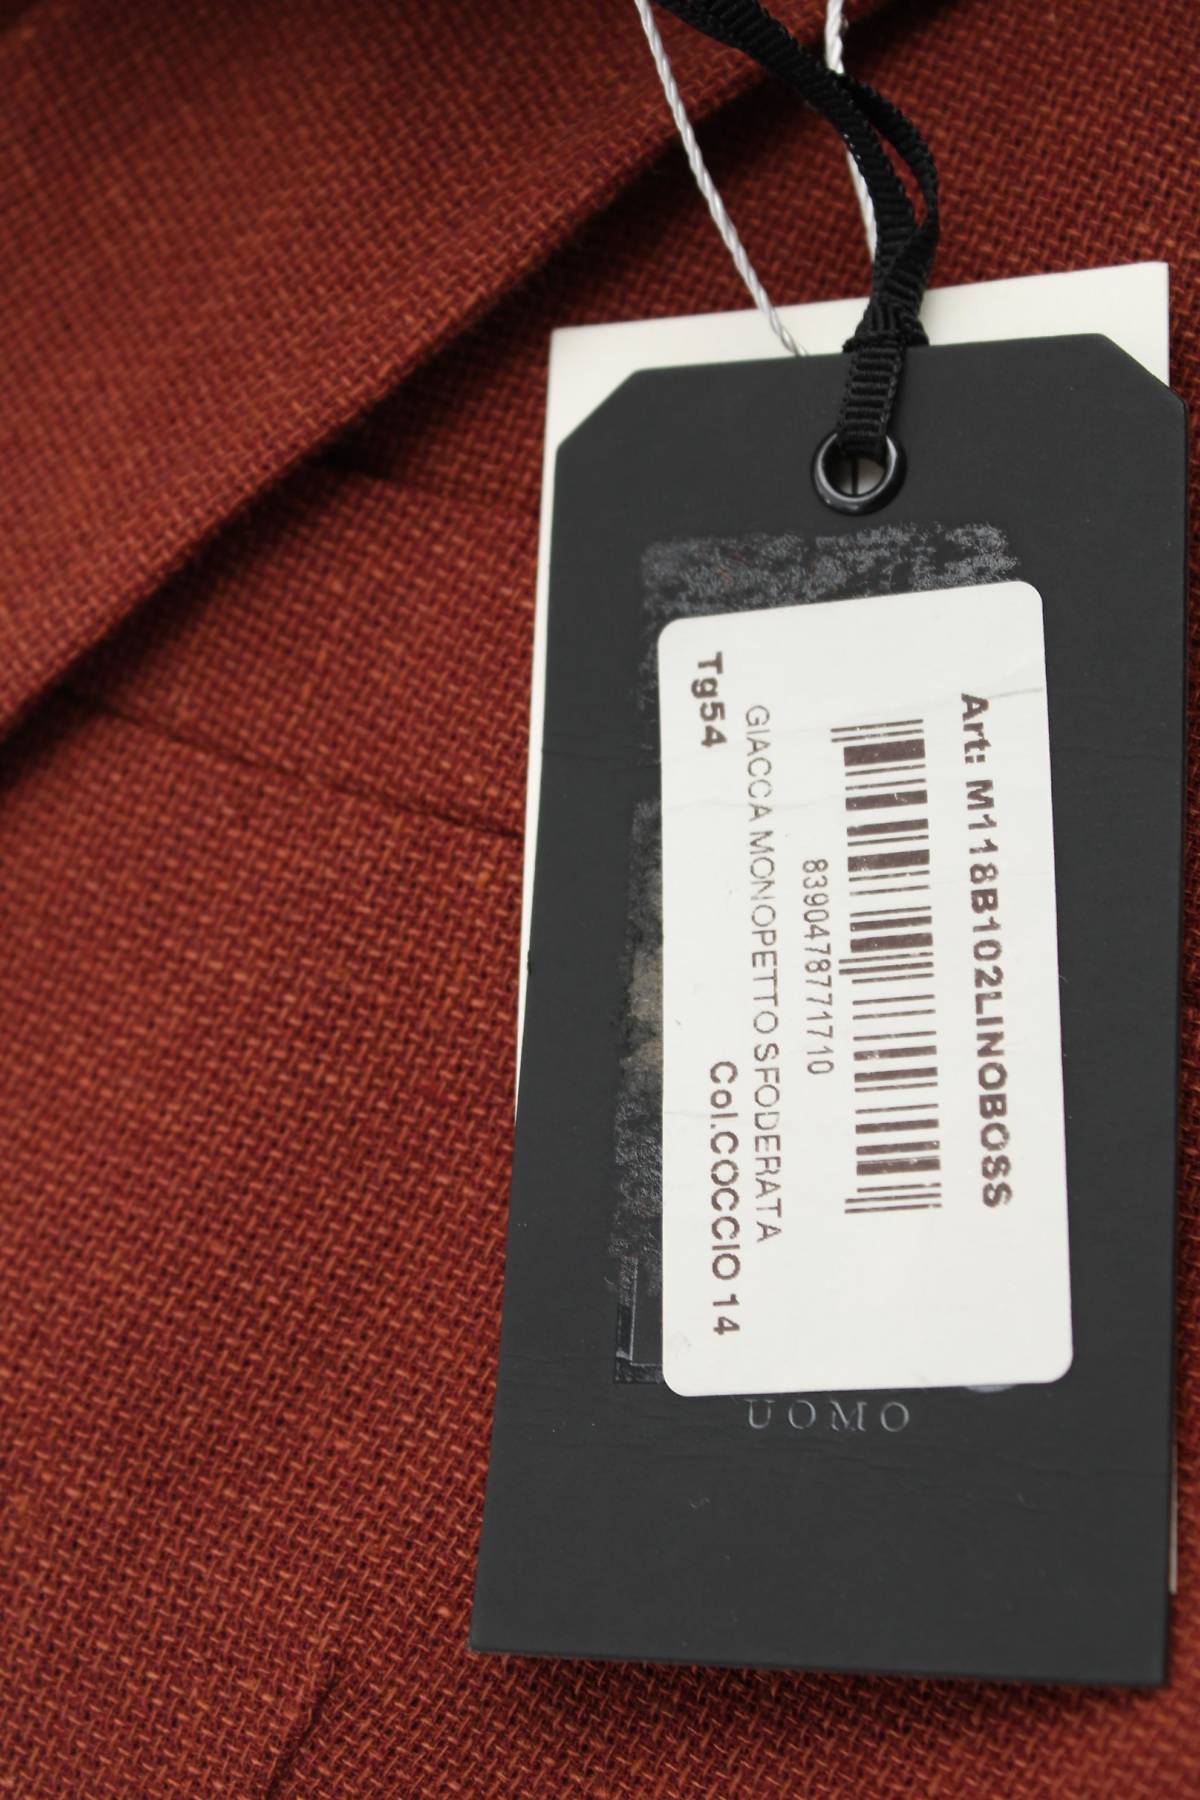 Art: M118B102LINOBOSS
8390478771710
GIACCA MONOPETTO SFODERATA
Tg54 Col.COCCIO 14
UOMO